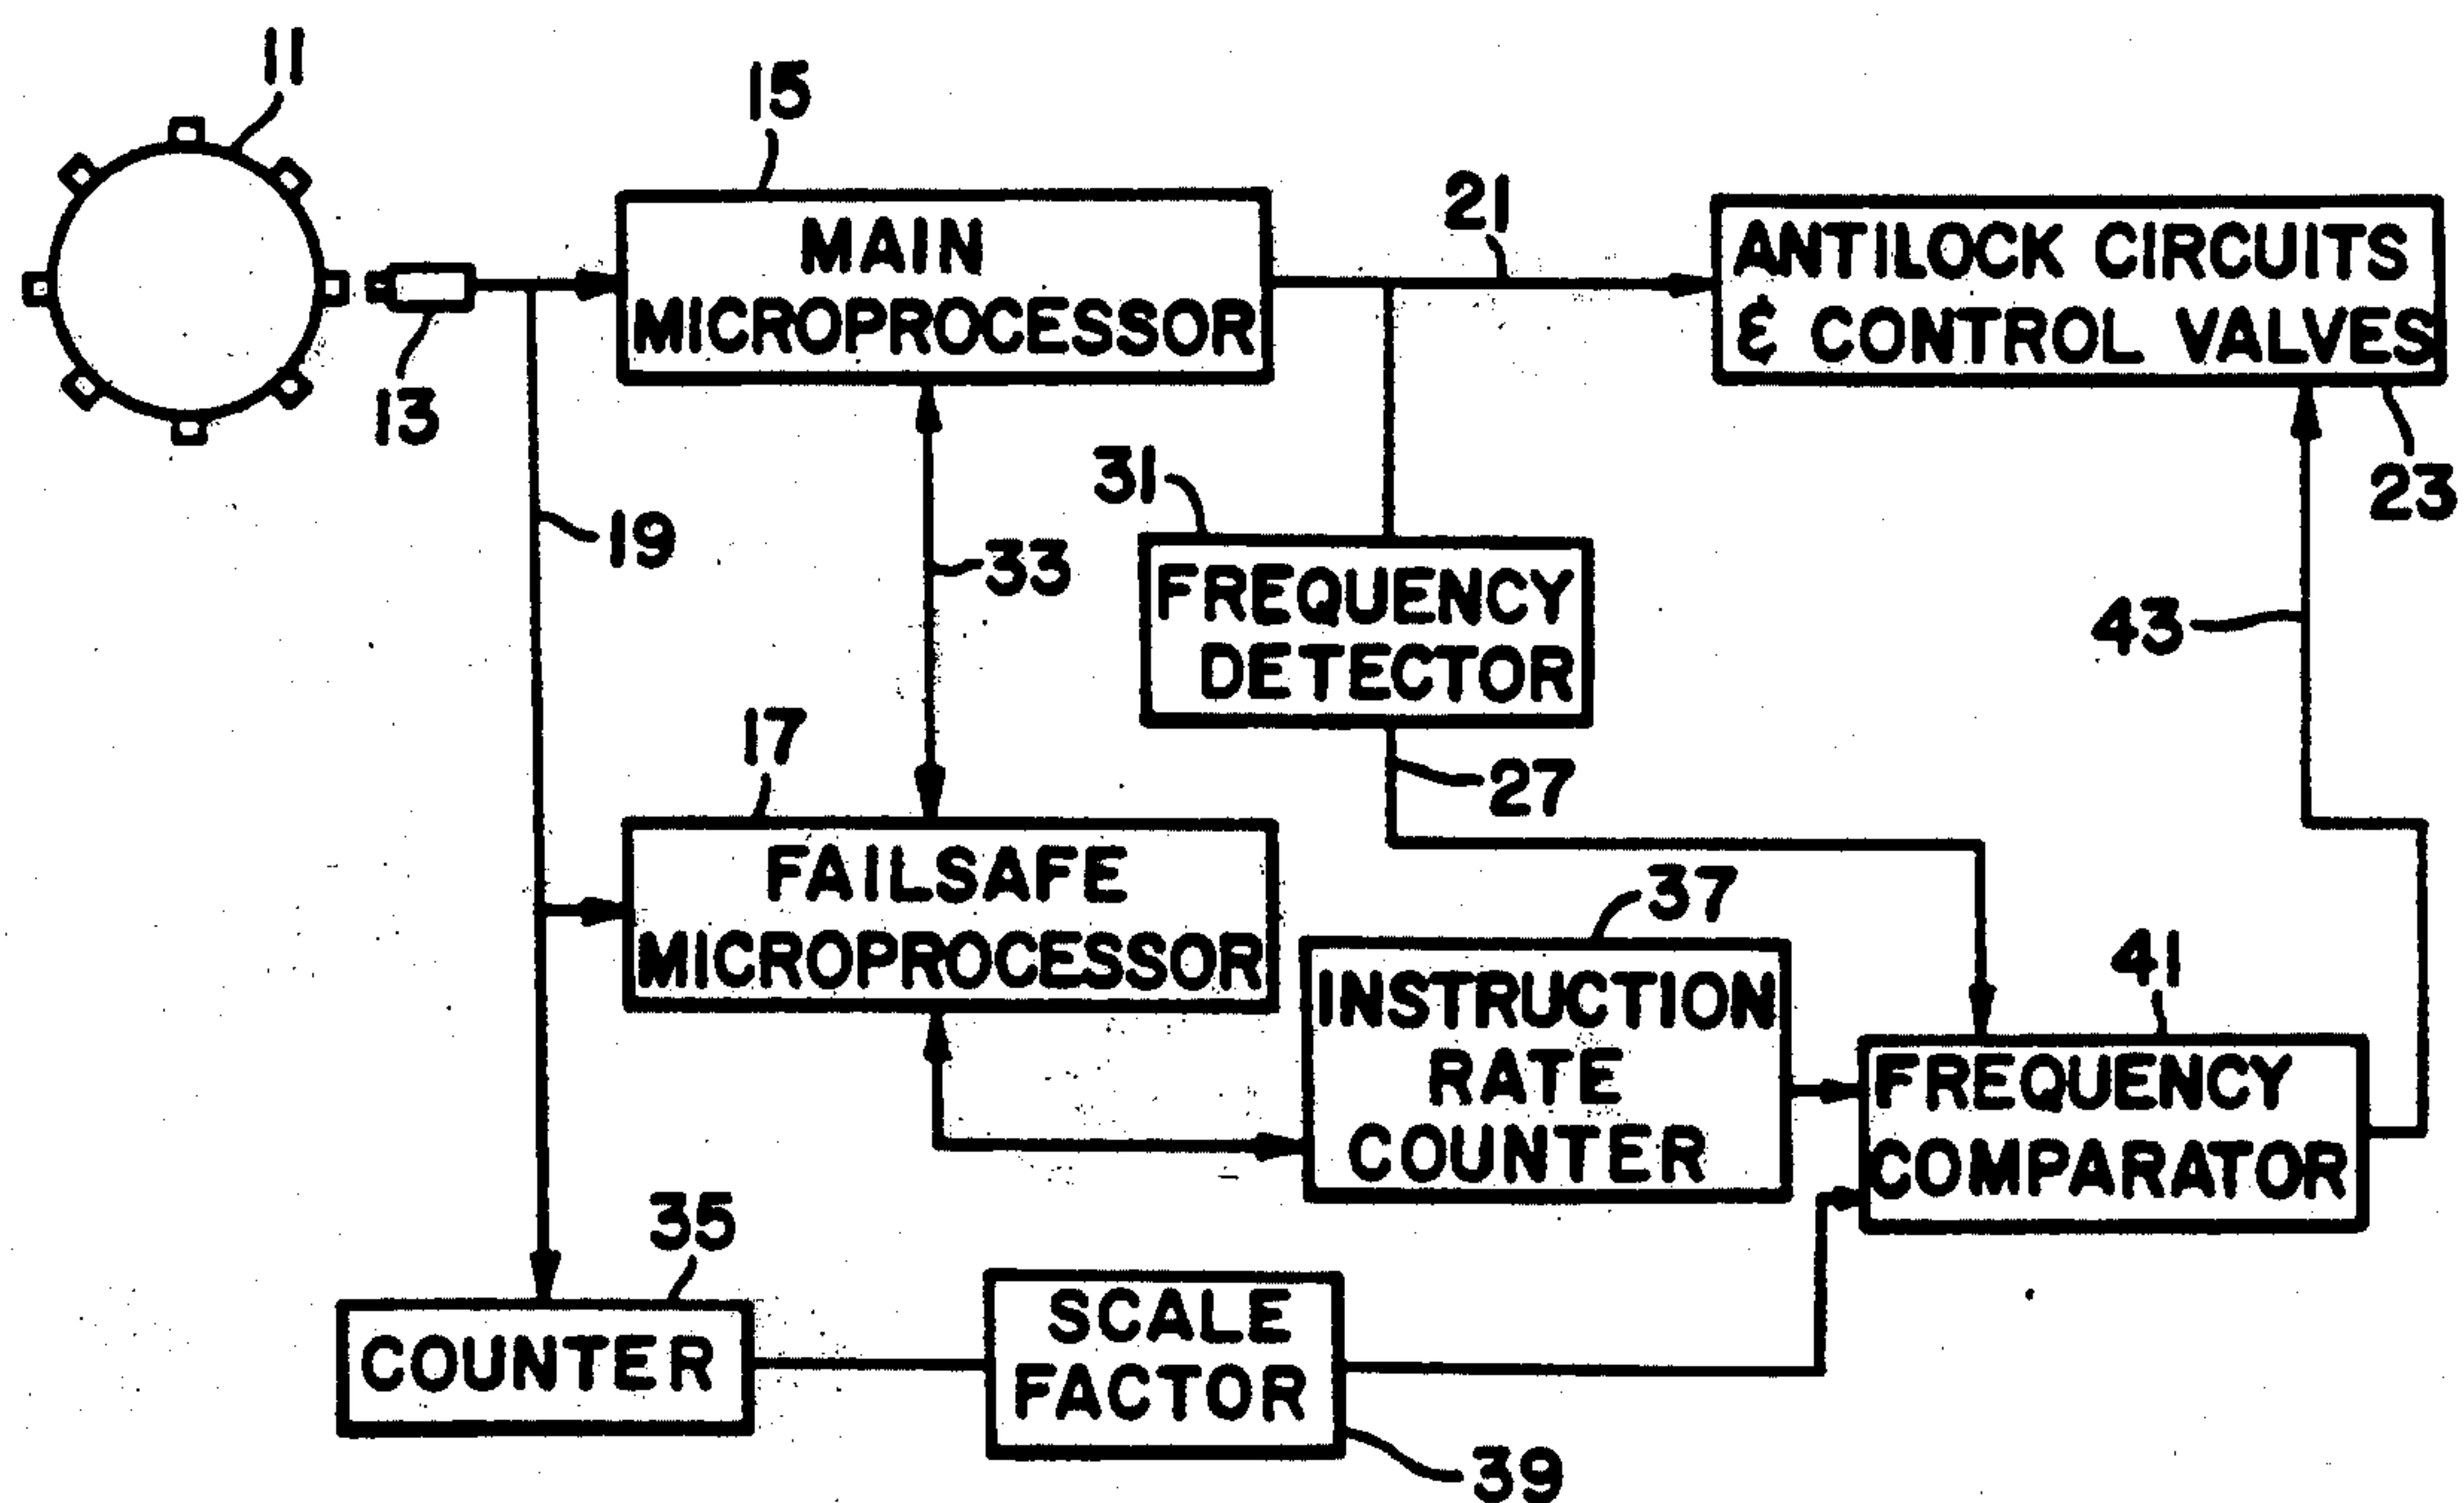 11
15
MAIN
MICROPROCESSOR
21
ANTILOCK CIRCUITS
& CONTROL VALVES
13
23
19
33
31
FREQUENCY
DETECTOR
43
27
17
FAILSAFE
MICROPROCESSOR
37
INSTRUCTION
RATE
COUNTER
41
FREQUENCY
COMPARATOR
35
COUNTER
SCALE
FACTOR
39